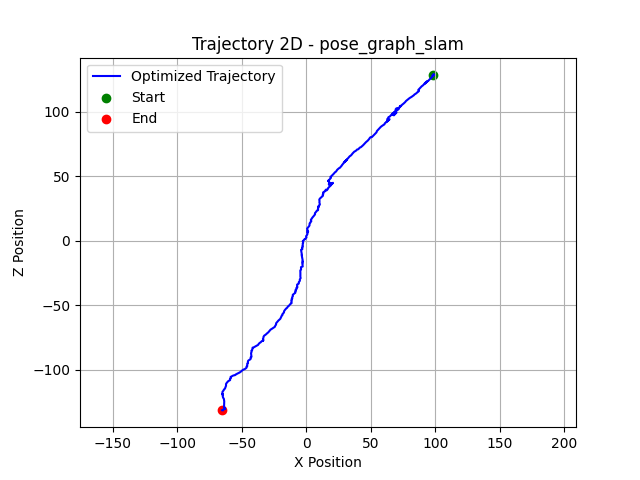 Trajectory 2D - pose_graph_slam
Optimized Trajectory
Start
End
Z Position
100
50
0
−50
−100
−150
−100
−50
0
50
100
150
200
X Position